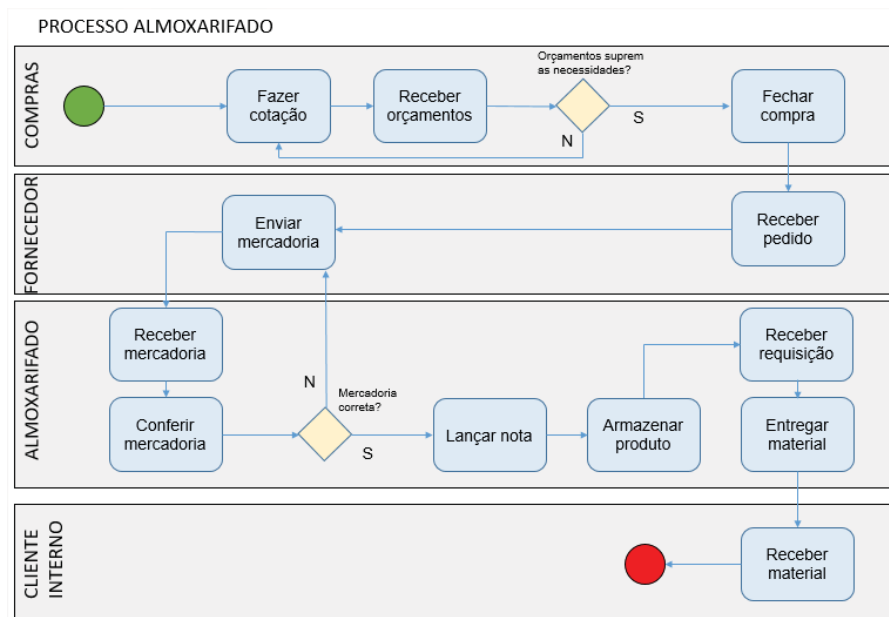 PROCESSO ALMOXARIFADO
COMPRAS
Fazer
cotação
Receber
orçamentos
Orçamentos suprem
as necessidades?
N
S
Fechar
compra
FORNECEDOR
Enviar
mercadoria
Receber
pedido
ALMOXARIFADO
Receber
mercadoria
Conferir
mercadoria
N
Mercadoria
correta?
S
Lançar nota
Armazenar
produto
Receber
requisição
Entregar
material
CLIENTE
INTERNO
Receber
material